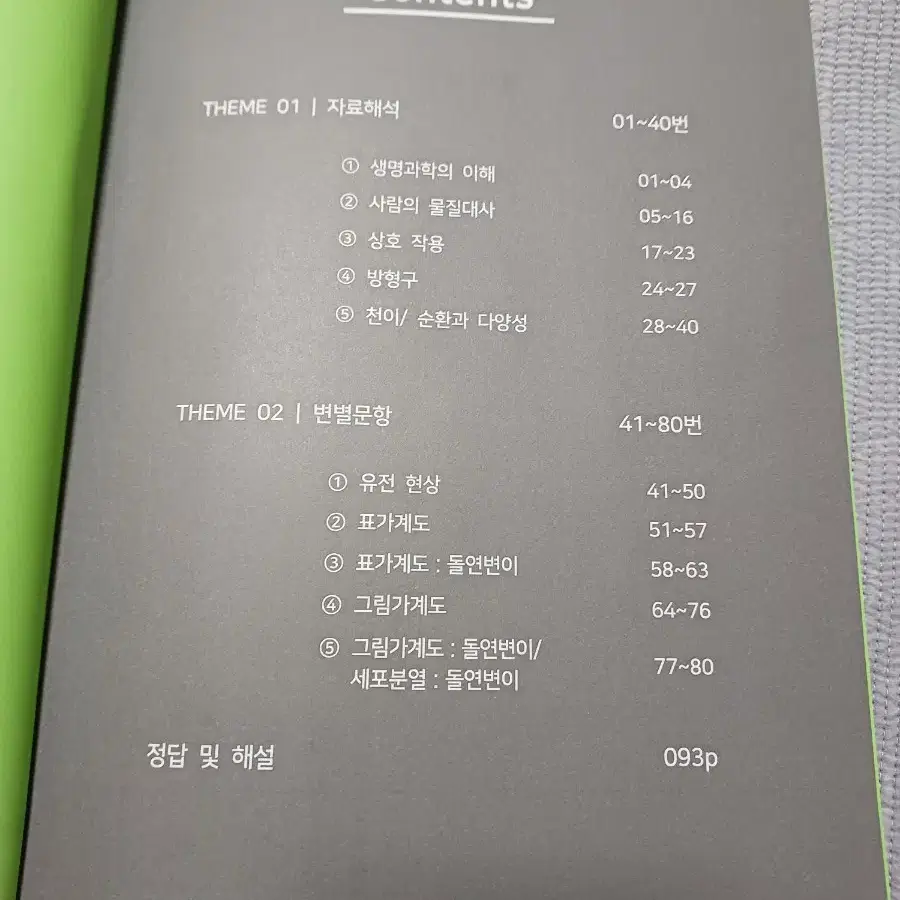 Contents
THEME 01 | 자료해석 01~40번
① 생명과학의 이해 01~04
② 사람의 물질대사 05~16
③ 상호 작용 17~23
④ 방형구 24~27
⑤ 천이/ 순환과 다양성 28~40
THEME 02 | 변별문항 41~80번
① 유전 현상 41~50
② 표가계도 51~57
③ 표가계도 : 돌연변이 58~63
④ 그림가계도 64~76
⑤ 그림가계도 : 돌연변이/ 77~80
세포분열 : 돌연변이
정답 및 해설 093p